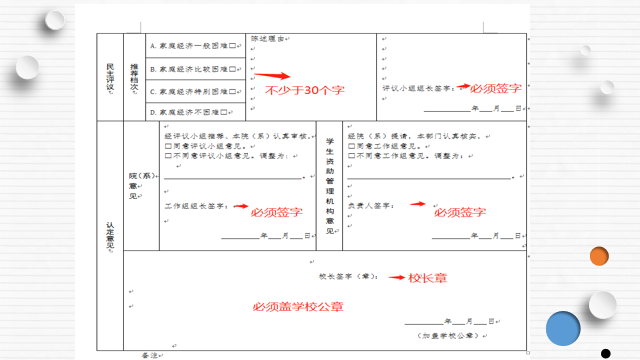 民主评议
推荐档次
A. 家庭经济一般困难□
B. 家庭经济比较困难□
C. 家庭经济特别困难□
D. 家庭经济不困难□
陈述理由
不少于30个字
评议小组组长签字：
必须签字
年 月 日
认定意见
院（系）意见
经评议小组推荐、本院（系）认真审核，
□同意评议小组意见。
□不同意评议小组意见。调整为：
。
工作组组长签字：
必须签字
年 月 日
学生资助管理机构意见
经院（系）提请，本部门认真核实，
□同意工作组意见。
□不同意工作组意见。调整为：
。
负责人签字：
必须签字
年 月 日
校长签字（章）：
校长章
必须盖学校公章
年 月 日
（加盖学校公章）
备注